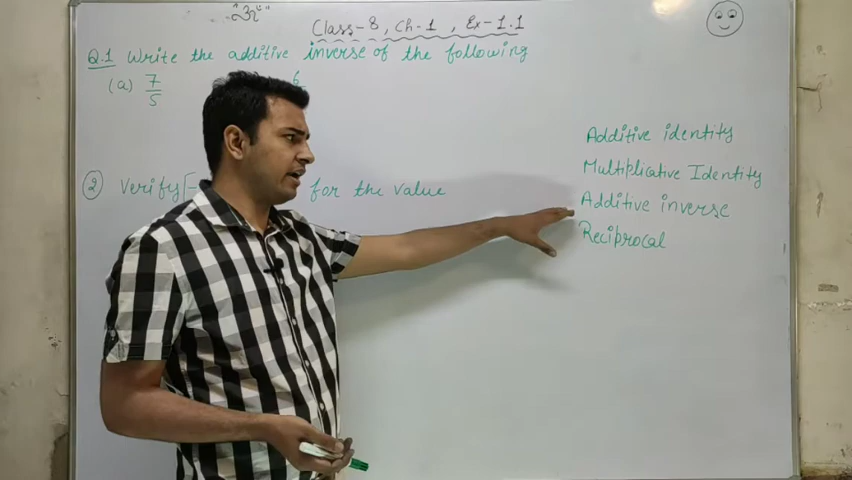 "ॐ"
Class-8, Ch-1, Ex-1.1
Q.1 Write the additive inverse of the following
(a) 7/5 6
② Verify for the value
Additive identity
Multiplicative Identity
Additive inverse
Reciprocal